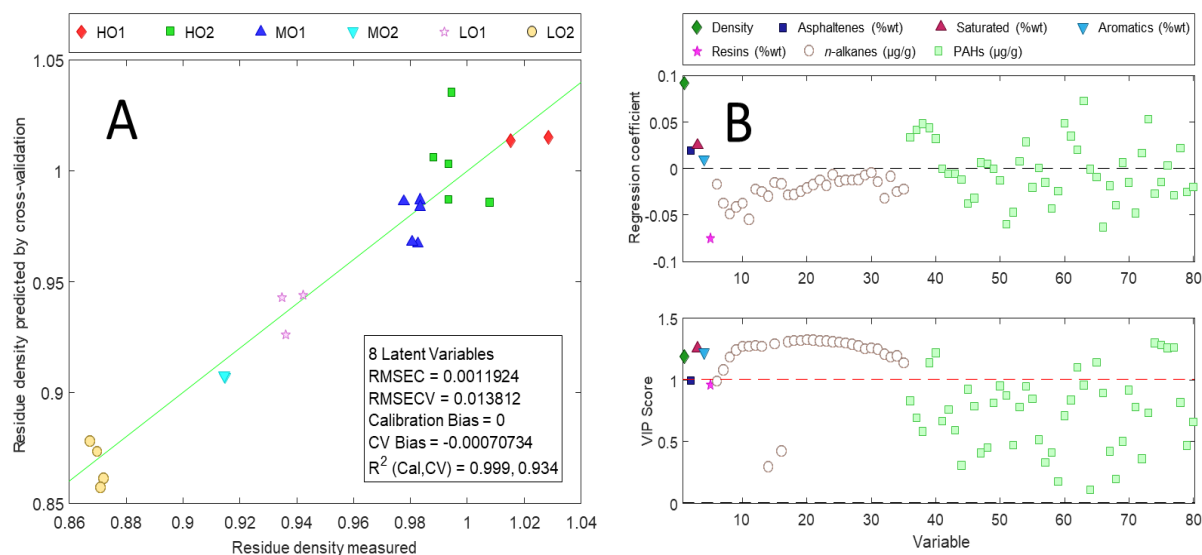 HO1 HO2 MO1 MO2 LO1 LO2
1.05
1
0.95
0.9
0.85
A
Residue density predicted by cross-validation
8 Latent Variables
RMSEC = 0.0011924
RMSECV = 0.013812
Calibration Bias = 0
CV Bias = -0.00070734
R² (Cal,CV) = 0.999, 0.934
0.86 0.88 0.9 0.92 0.94 0.96 0.98 1 1.02 1.04
Residue density measured
Density Asphaltenes (%wt) Saturated (%wt) Aromatics (%wt)
Resins (%wt) n-alkanes (µg/g) PAHs (µg/g)
0.1
0.05
0
-0.05
-0.1
B
Regression coefficient
10 20 30 40 50 60 70 80
1.5
1
0.5
0
VIP Score
10 20 30 40 50 60 70 80
Variable